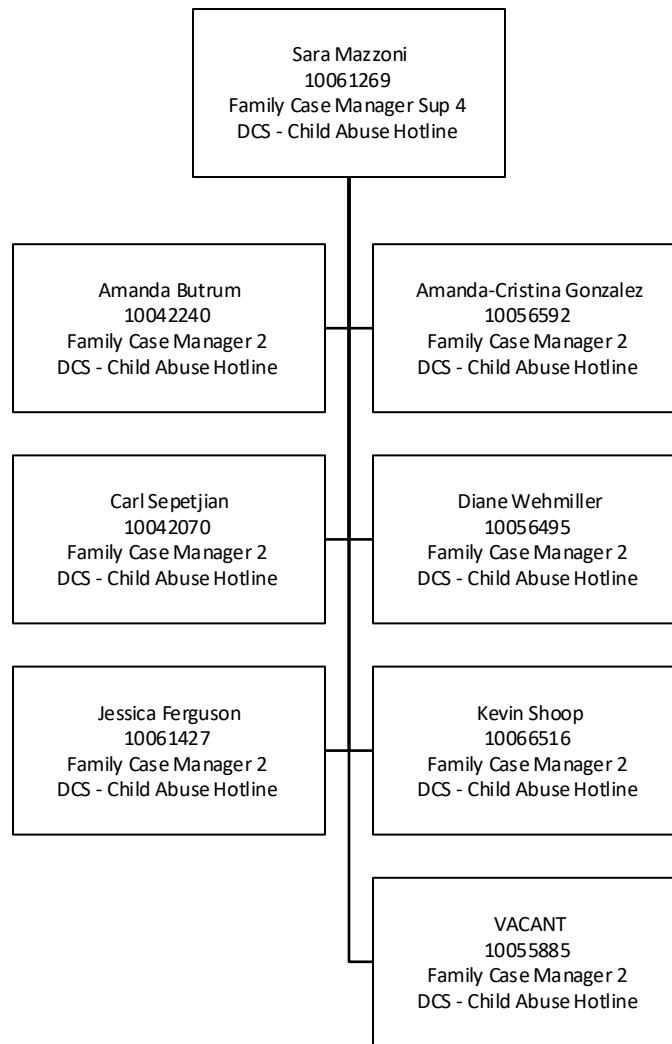 Sara Mazzoni
10061269
Family Case Manager Sup 4
DCS - Child Abuse Hotline
Amanda Butrum
10042240
Family Case Manager 2
DCS - Child Abuse Hotline
Amanda-Cristina Gonzalez
10056592
Family Case Manager 2
DCS - Child Abuse Hotline
Carl Sepetjian
10042070
Family Case Manager 2
DCS - Child Abuse Hotline
Diane Wehmiller
10056495
Family Case Manager 2
DCS - Child Abuse Hotline
Jessica Ferguson
10061427
Family Case Manager 2
DCS - Child Abuse Hotline
Kevin Shoop
10066516
Family Case Manager 2
DCS - Child Abuse Hotline
VACANT
10055885
Family Case Manager 2
DCS - Child Abuse Hotline